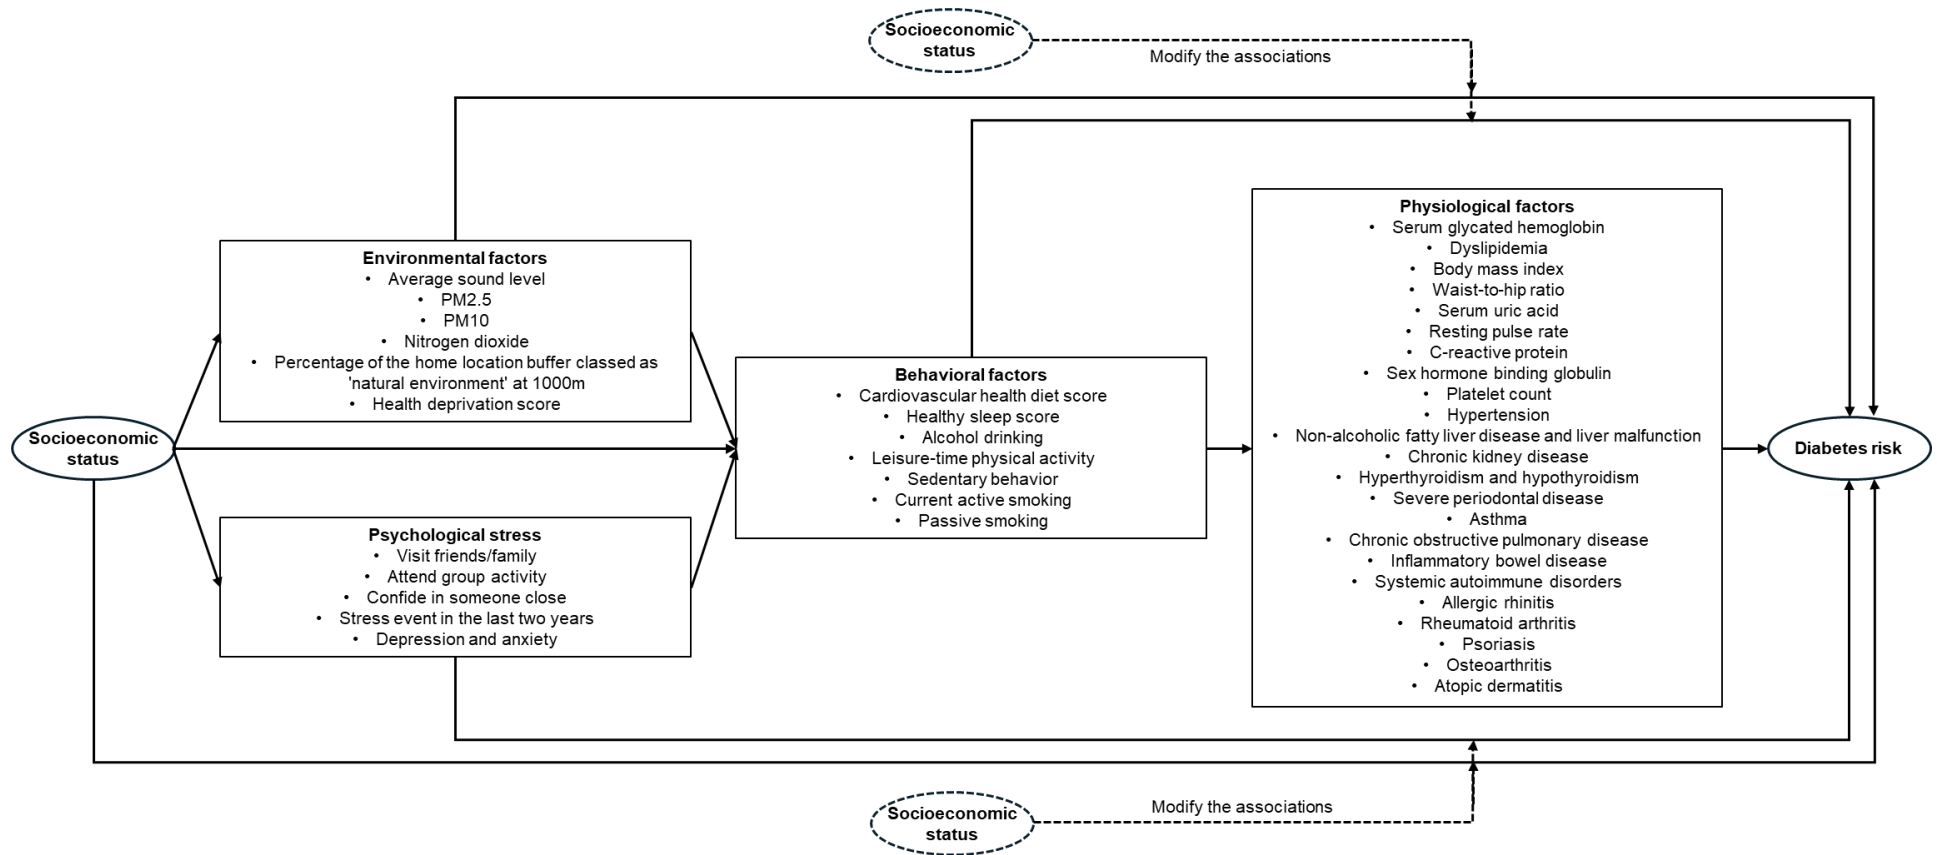 Socioeconomic
status
Modify the associations
Environmental factors
• Average sound level
• PM2.5
• PM10
• Nitrogen dioxide
• Percentage of the home location buffer classed as
'natural environment' at 1000m
• Health deprivation score
Socioeconomic
status
Psychological stress
• Visit friends/family
• Attend group activity
• Confide in someone close
• Stress event in the last two years
• Depression and anxiety
Behavioral factors
• Cardiovascular health diet score
• Healthy sleep score
• Alcohol drinking
• Leisure-time physical activity
• Sedentary behavior
• Current active smoking
• Passive smoking
Physiological factors
• Serum glycated hemoglobin
• Dyslipidemia
• Body mass index
• Waist-to-hip ratio
• Serum uric acid
• Resting pulse rate
• C-reactive protein
• Sex hormone binding globulin
• Platelet count
• Hypertension
• Non-alcoholic fatty liver disease and liver malfunction
• Chronic kidney disease
• Hyperthyroidism and hypothyroidism
• Severe periodontal disease
• Asthma
• Chronic obstructive pulmonary disease
• Inflammatory bowel disease
• Systemic autoimmune disorders
• Allergic rhinitis
• Rheumatoid arthritis
• Psoriasis
• Osteoarthritis
• Atopic dermatitis
Diabetes risk
Socioeconomic
status
Modify the associations